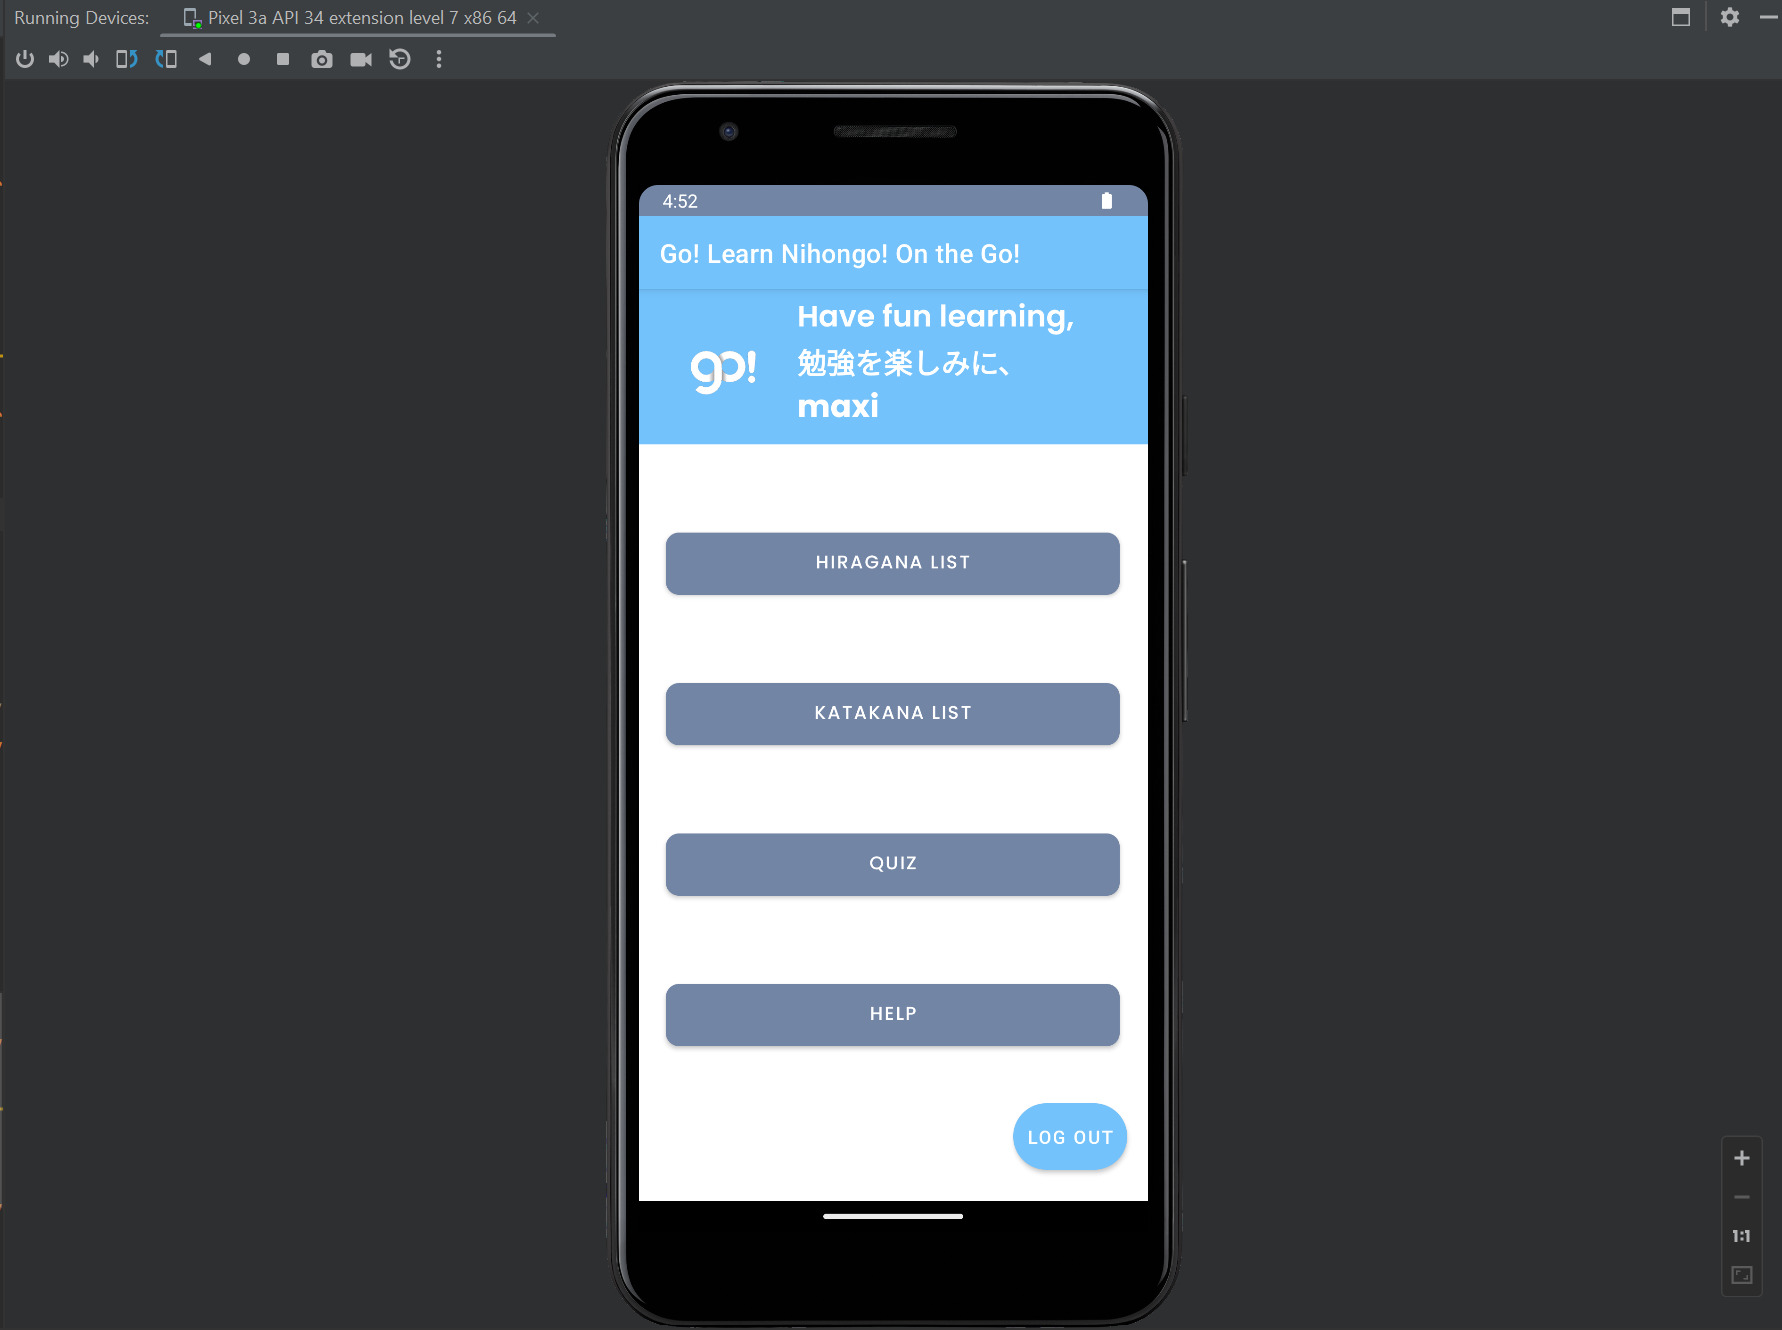 Running Devices:
Pixel 3a API 34 extension level 7 x86 64
4:52
Go! Learn Nihongo! On the Go!
go!
Have fun learning,
勉強を楽しみに、
maxi
HIRAGANA LIST
KATAKANA LIST
QUIZ
HELP
LOG OUT
1:1